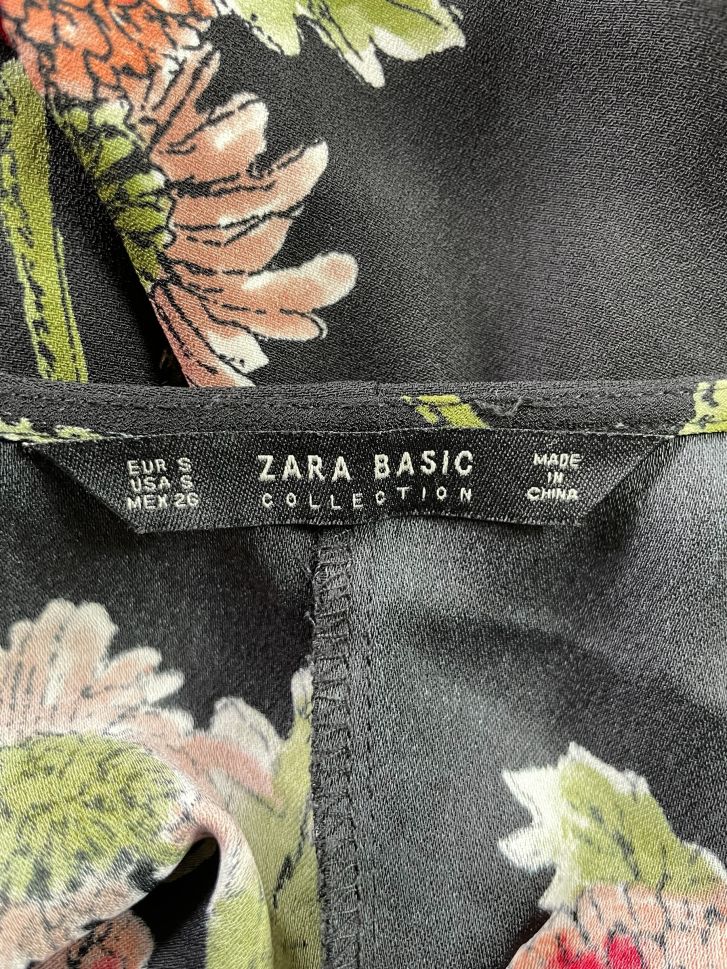 EUR S
USA S
MEX 26
ZARA BASIC
COLLECTION
MADE
IN
CHINA